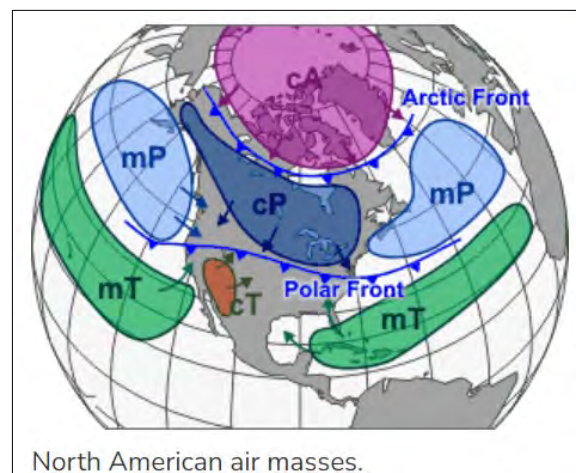 cA
Arctic Front
mP
mP
cP
mT
cT
Polar Front
mT
North American air masses.